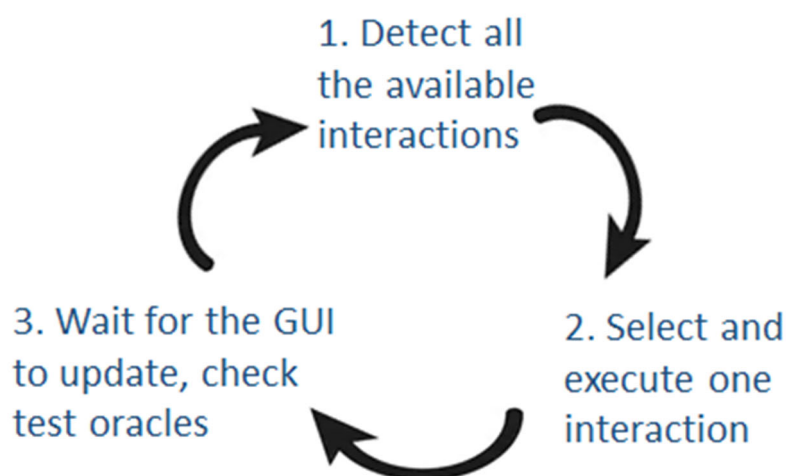 1. Detect all
the available
interactions
2. Select and
execute one
interaction
3. Wait for the GUI
to update, check
test oracles